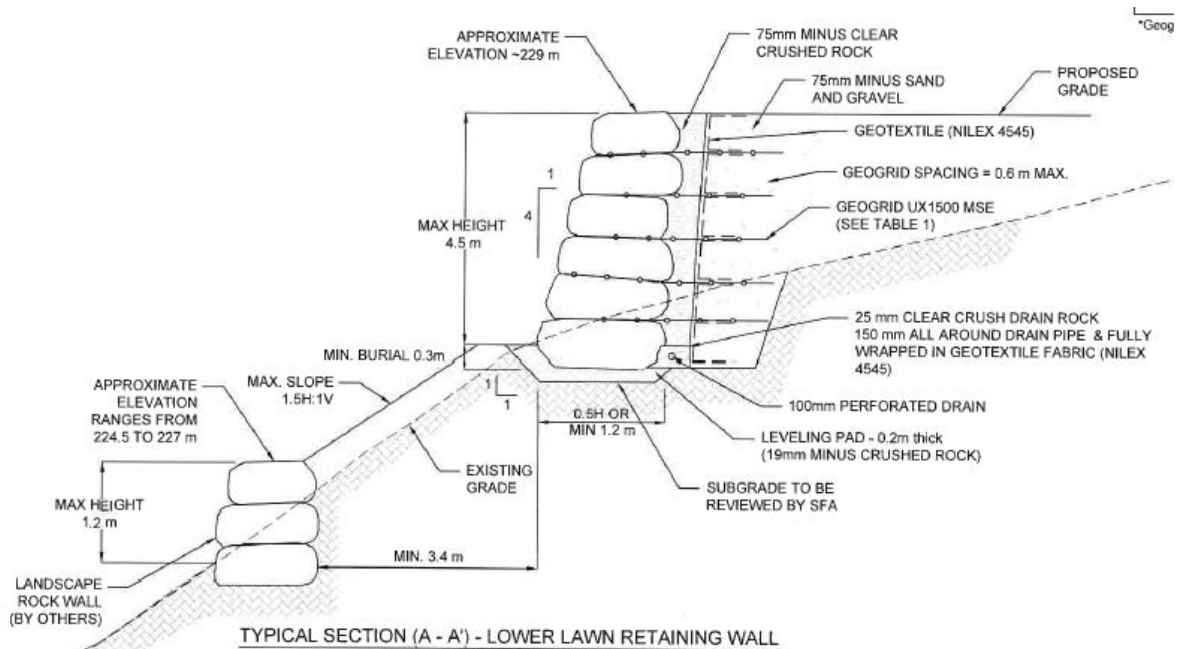 *Geog
APPROXIMATE
ELEVATION ~229 m
75mm MINUS CLEAR
CRUSHED ROCK
75mm MINUS SAND
AND GRAVEL
PROPOSED
GRADE
GEOTEXTILE (NILEX 4545)
GEOGRID SPACING = 0.6 m MAX.
1
4
MAX HEIGHT
4.5 m
GEOGRID UX1500 MSE
(SEE TABLE 1)
25 mm CLEAR CRUSH DRAIN ROCK
150 mm ALL AROUND DRAIN PIPE & FULLY
WRAPPED IN GEOTEXTILE FABRIC (NILEX
4545)
MIN. BURIAL 0.3m
MAX. SLOPE
1.5H:1V
1
1
APPROXIMATE
ELEVATION
RANGES FROM
224.5 TO 227 m
0.5H OR
MIN 1.2 m
100mm PERFORATED DRAIN
LEVELING PAD - 0.2m thick
(19mm MINUS CRUSHED ROCK)
EXISTING
GRADE
SUBGRADE TO BE
REVIEWED BY SFA
MAX HEIGHT
1.2 m
MIN. 3.4 m
LANDSCAPE
ROCK WALL
(BY OTHERS)
TYPICAL SECTION (A - A') - LOWER LAWN RETAINING WALL